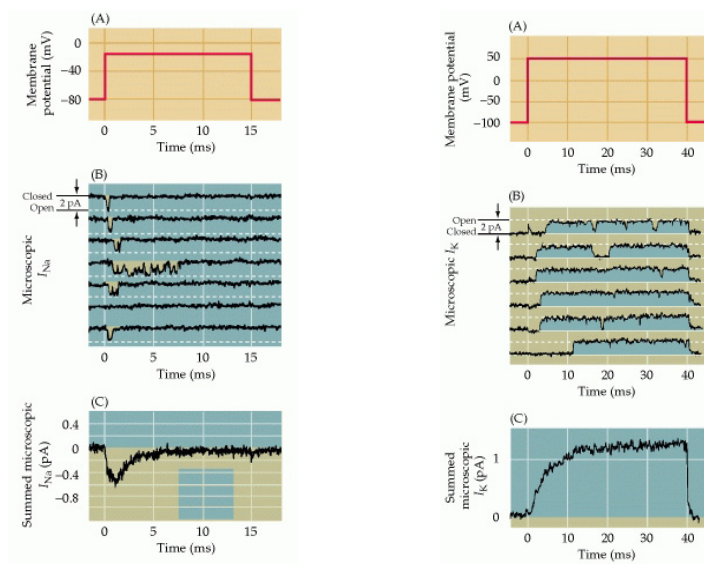 (A)
Membrane
potential (mV)
0
−40
−80
0
5
10
15
Time (ms)
(B)
Closed
Open
2 pA
Microscopic
I_Na
0
5
10
15
Time (ms)
(C)
Summed microscopic
I_Na (pA)
0.4
0
−0.4
−0.8
0
5
10
15
Time (ms)
(A)
Membrane potential
(mV)
50
0
−50
−100
0
10
20
30
40
Time (ms)
(B)
Open
Closed
2 pA
Microscopic I_K
0
10
20
30
40
Time (ms)
(C)
Summed
microscopic
I_K (pA)
1
0
0
10
20
30
40
Time (ms)